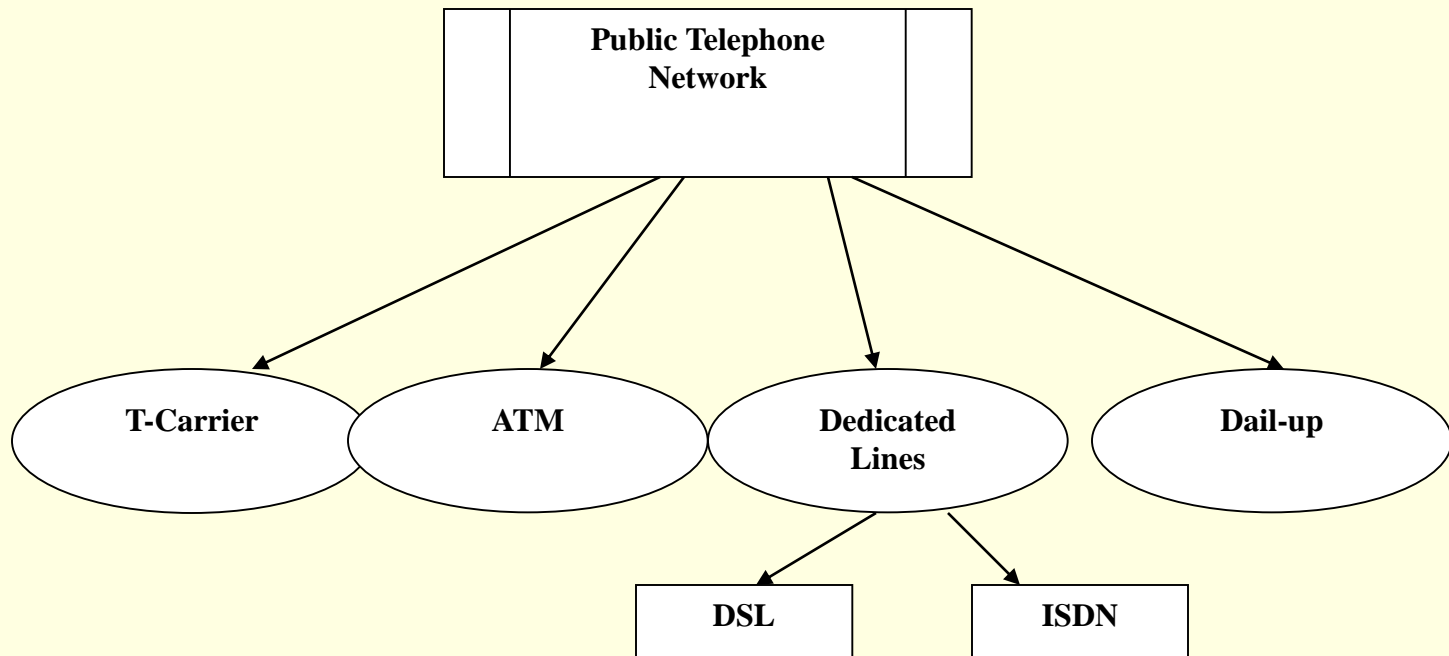 Public Telephone
Network
T-Carrier
ATM
Dedicated
Lines
Dail-up
DSL
ISDN